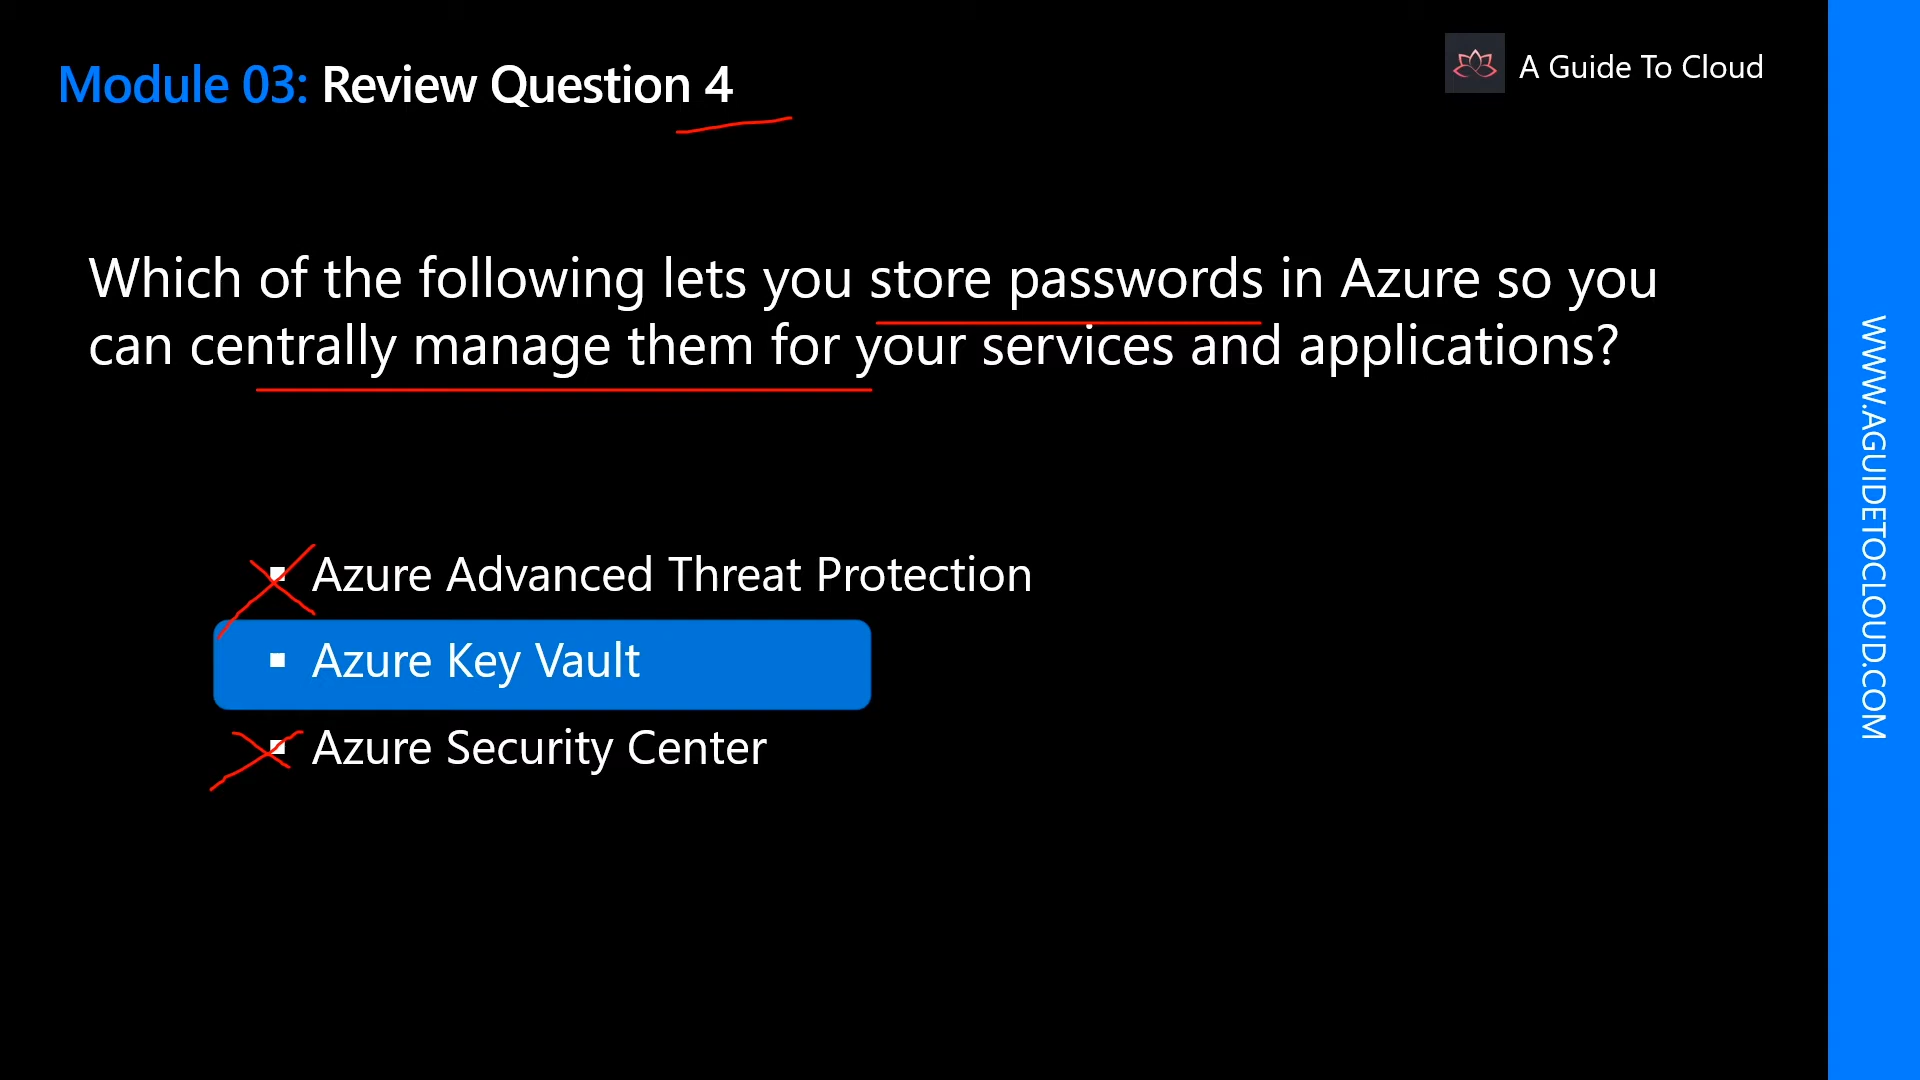 Module 03: Review Question 4
A Guide To Cloud
Which of the following lets you store passwords in Azure so you
can centrally manage them for your services and applications?
▪ Azure Advanced Threat Protection
▪ Azure Key Vault
▪ Azure Security Center
WWW.AGUIDETOCLOUD.COM